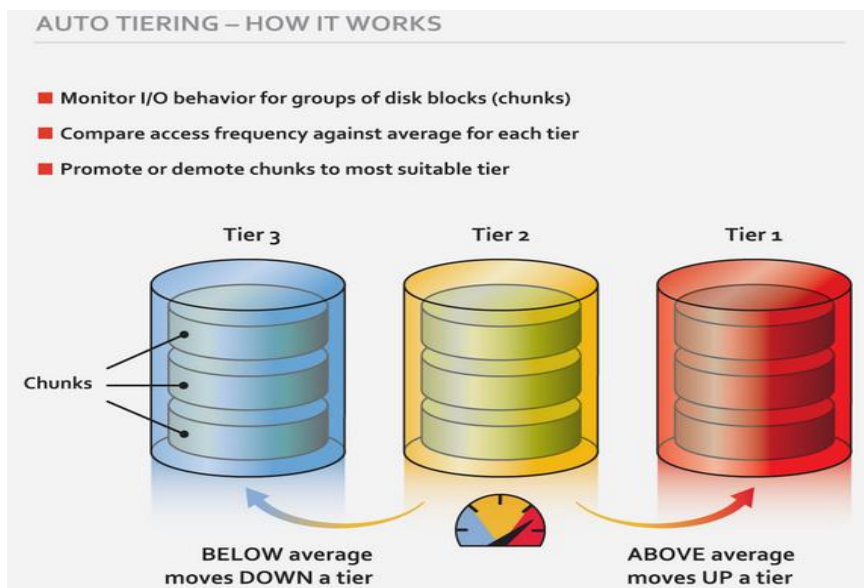 AUTO TIERING – HOW IT WORKS
Monitor I/O behavior for groups of disk blocks (chunks)
Compare access frequency against average for each tier
Promote or demote chunks to most suitable tier
Tier 3
Tier 2
Tier 1
Chunks
BELOW average
moves DOWN a tier
ABOVE average
moves UP a tier